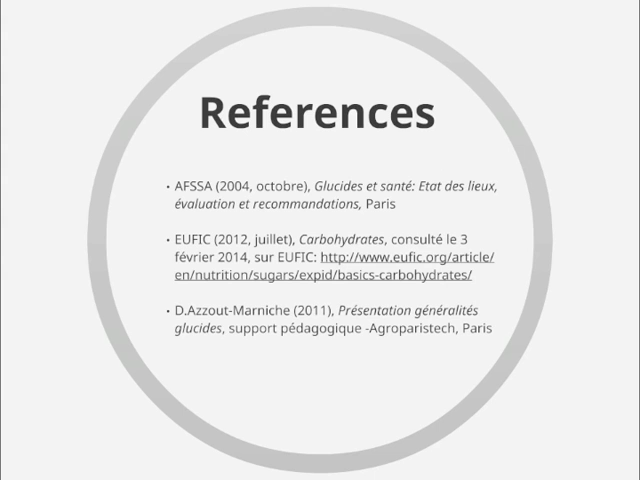 References
• AFSSA (2004, octobre), Glucides et santé: Etat des lieux,
évaluation et recommandations, Paris
• EUFIC (2012, juillet), Carbohydrates, consulté le 3
février 2014, sur EUFIC: http://www.eufic.org/article/
en/nutrition/sugars/expid/basics-carbohydrates/
• D.Azzout-Marniche (2011), Présentation généralités
glucides, support pédagogique -Agroparistech, Paris